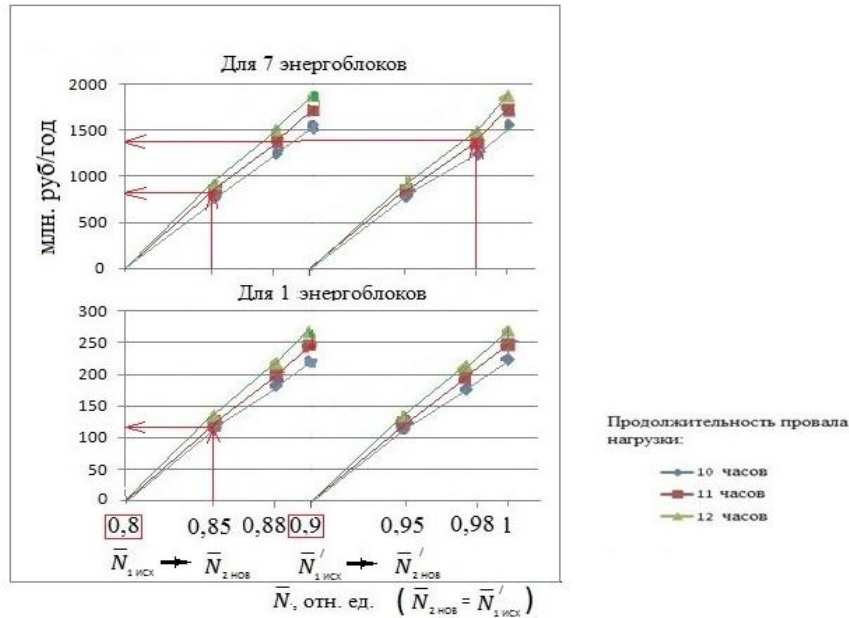 Для 7 энергоблоков
млн. руб/год
2000
1500
1000
500
0
Для 1 энергоблоков
300
250
200
150
100
50
0
0,8 0,85 0,88 0,9 0,95 0,98 1
N̅1 исх → N̅2 нов N̅′1 исх → N̅′2 нов
N̅, отн. ед. (N̅2 нов = N̅′1 исх)
Продолжительность провала
нагрузки:
10 часов
11 часов
12 часов